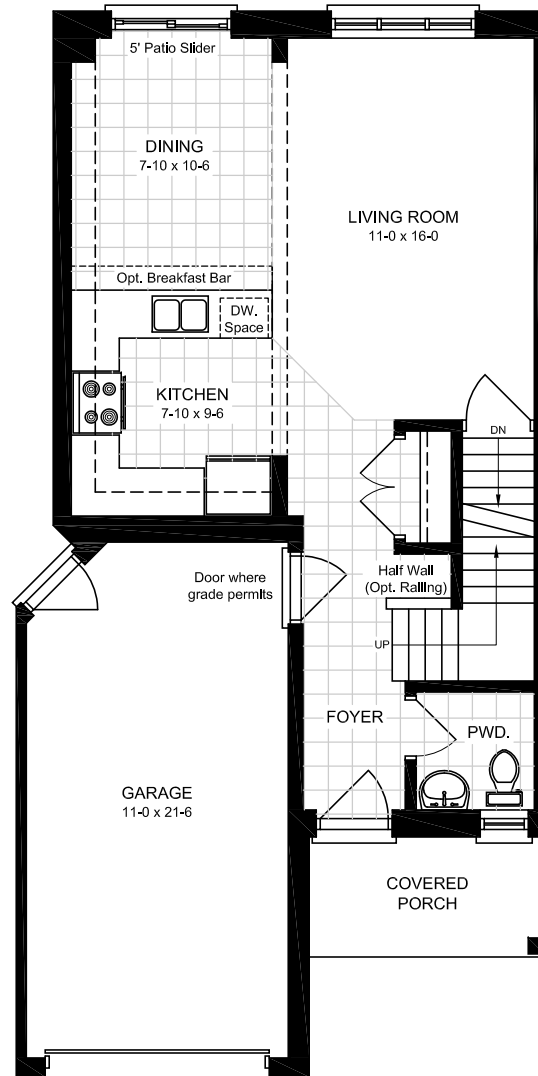 5' Patio Slider
DINING
7-10 x 10-6
LIVING ROOM
11-0 x 16-0
Opt. Breakfast Bar
DW.
Space
KITCHEN
7-10 x 9-6
DN
Door where
grade permits
Half Wall
(Opt. Railing)
UP
FOYER
PWD.
GARAGE
11-0 x 21-6
COVERED
PORCH